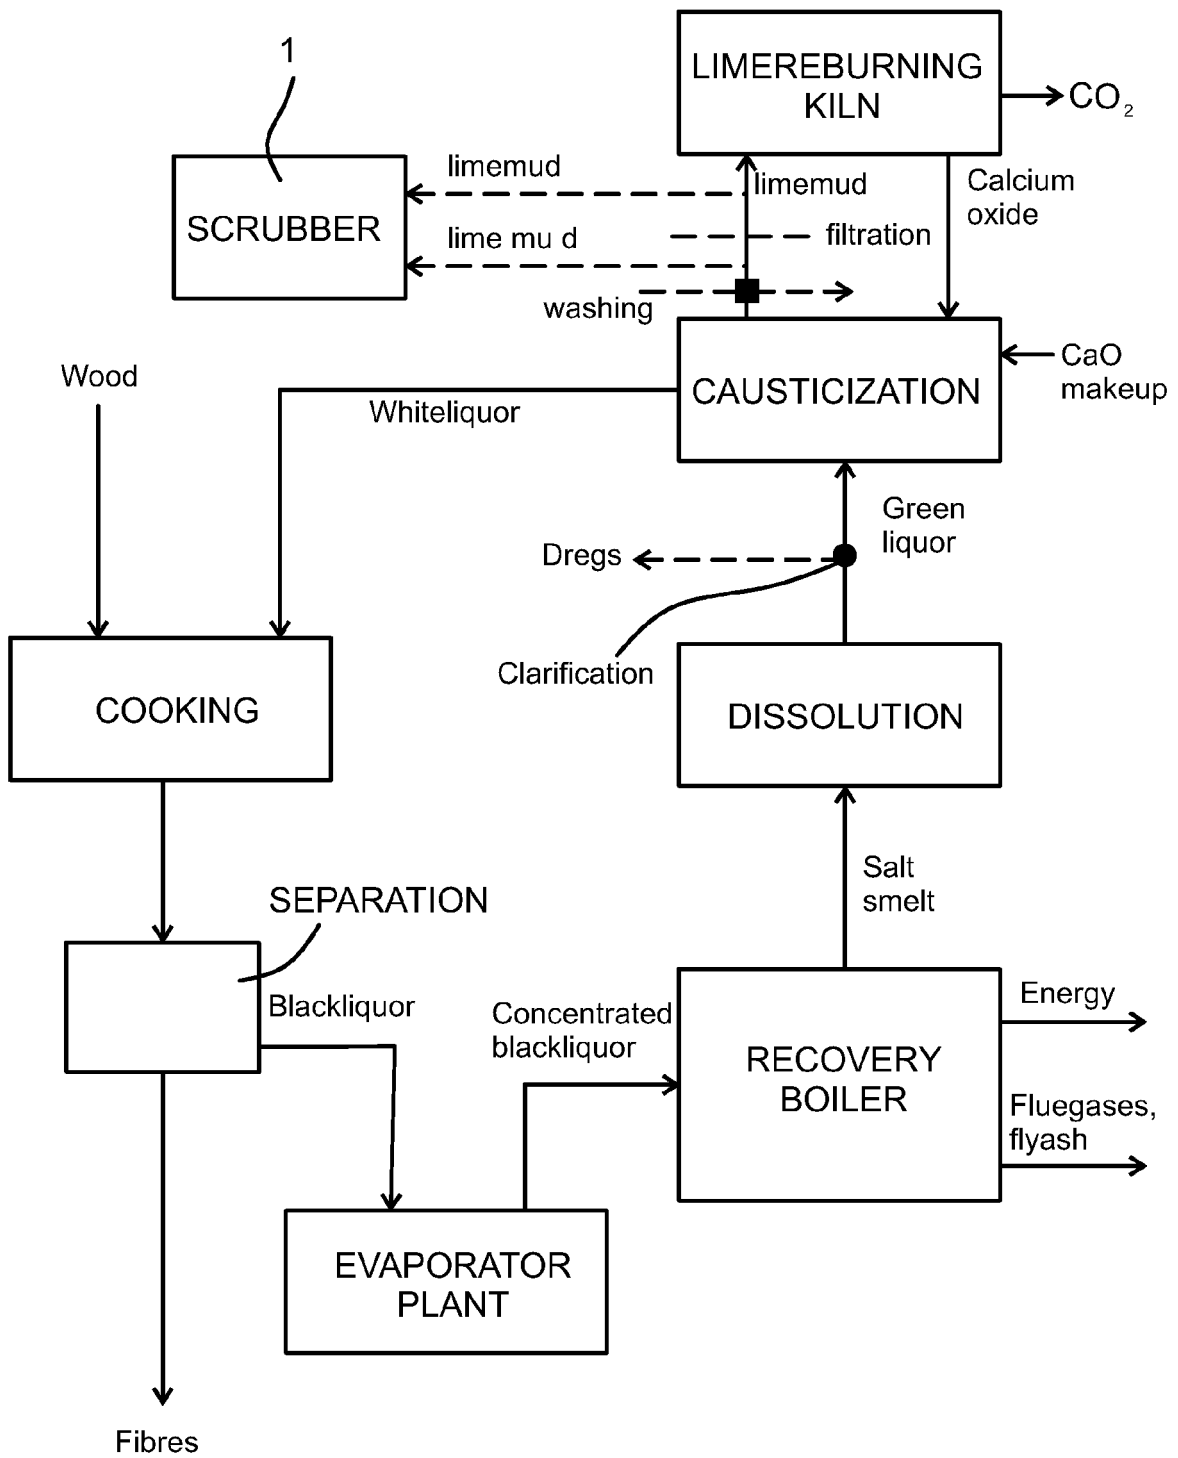 1
LIMEREBURNING
KILN
CO2
SCRUBBER
limemud
limemud
Calcium
oxide
lime mu d
filtration
washing
CaO
makeup
CAUSTICIZATION
Wood
Whiteliquor
Green
liquor
Dregs
Clarification
COOKING
DISSOLUTION
Salt
smelt
SEPARATION
Blackliquor
Concentrated
blackliquor
RECOVERY
BOILER
Energy
Fluegases,
flyash
EVAPORATOR
PLANT
Fibres